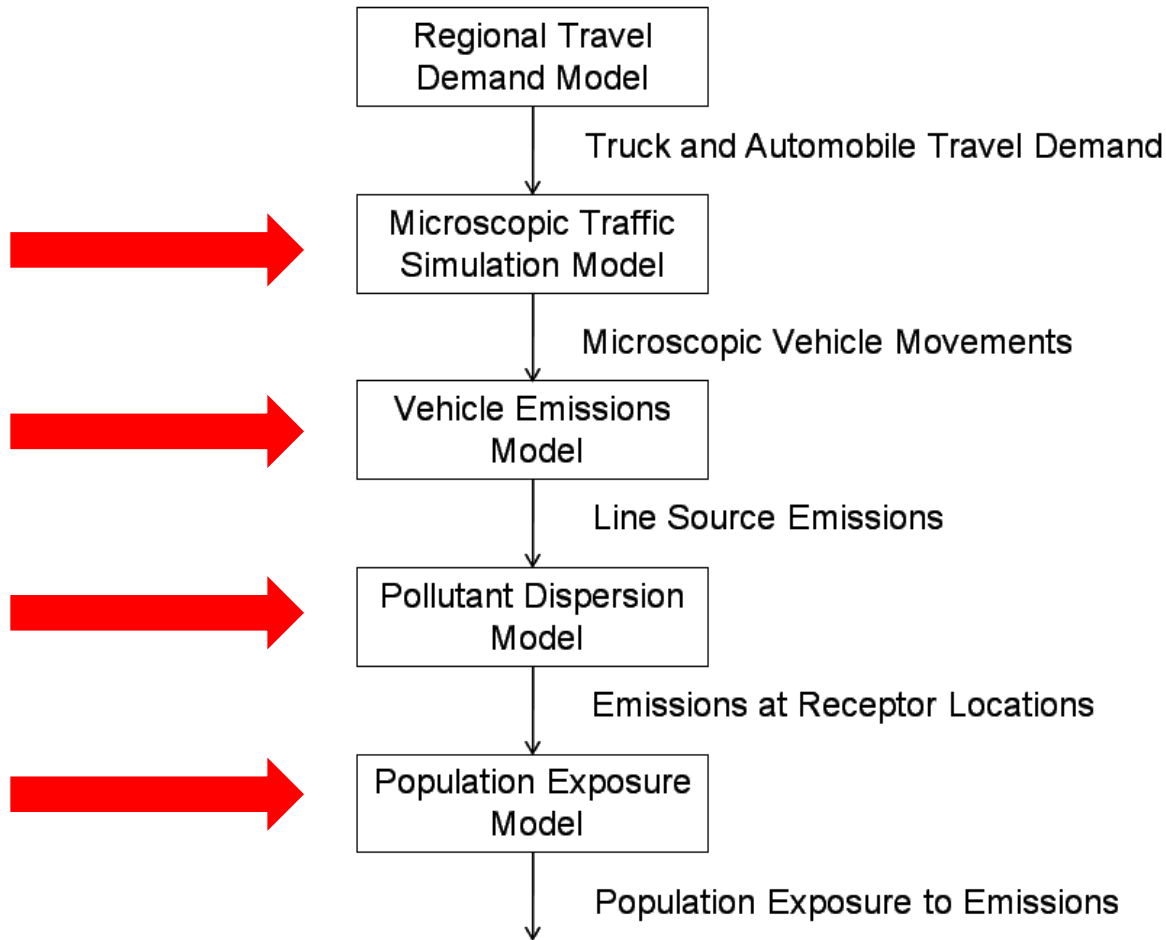 Regional Travel
Demand Model
Truck and Automobile Travel Demand
Microscopic Traffic
Simulation Model
Microscopic Vehicle Movements
Vehicle Emissions
Model
Line Source Emissions
Pollutant Dispersion
Model
Emissions at Receptor Locations
Population Exposure
Model
Population Exposure to Emissions